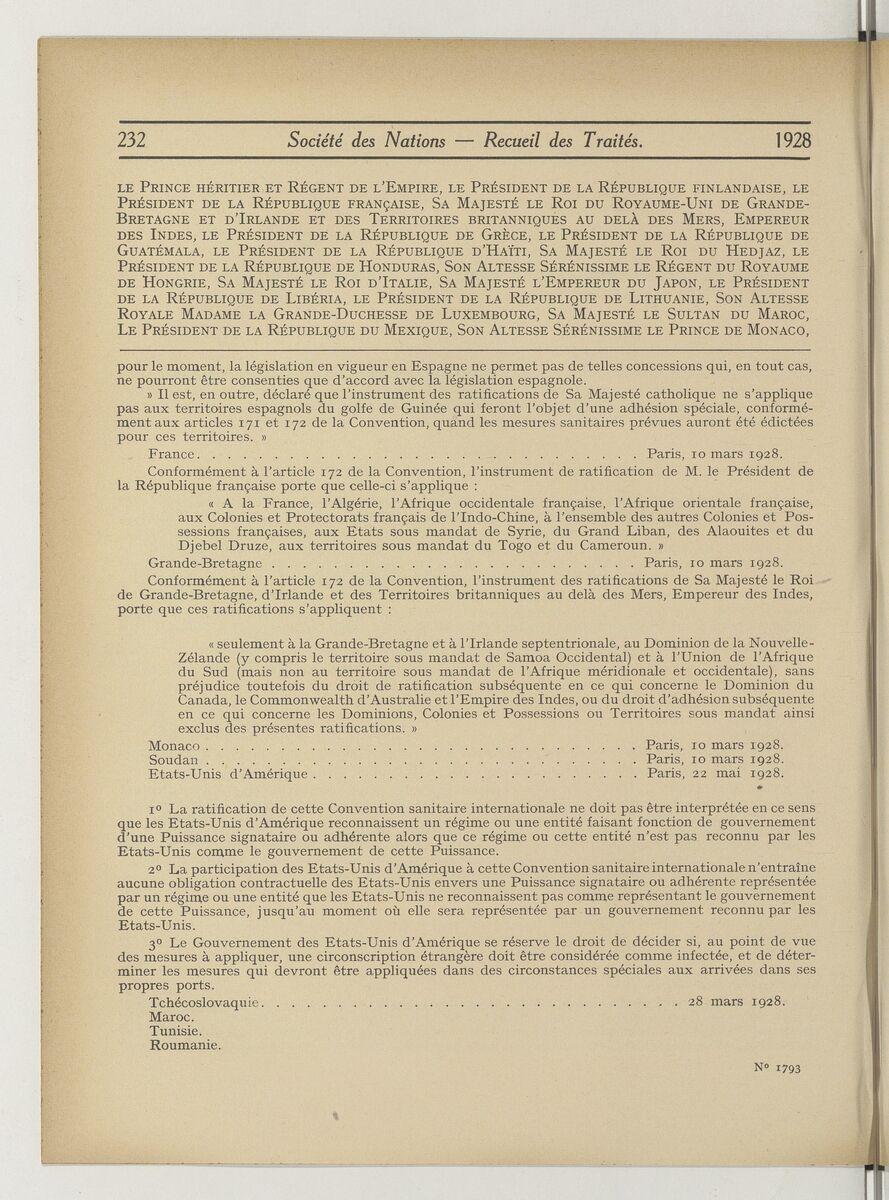 232 Société des Nations — Recueil des Traités. 1928
LE PRINCE HÉRITIER ET RÉGENT DE L'EMPIRE, LE PRÉSIDENT DE LA RÉPUBLIQUE FINLANDAISE, LE
PRÉSIDENT DE LA RÉPUBLIQUE FRANÇAISE, SA MAJESTÉ LE ROI DU ROYAUME-UNI DE GRANDE-
BRETAGNE ET D'IRLANDE ET DES TERRITOIRES BRITANNIQUES AU DELÀ DES MERS, EMPEREUR
DES INDES, LE PRÉSIDENT DE LA RÉPUBLIQUE DE GRÈCE, LE PRÉSIDENT DE LA RÉPUBLIQUE DE
GUATÉMALA, LE PRÉSIDENT DE LA RÉPUBLIQUE D'HAÏTI, SA MAJESTÉ LE ROI DU HEDJAZ, LE
PRÉSIDENT DE LA RÉPUBLIQUE DE HONDURAS, SON ALTESSE SÉRÉNISSIME LE RÉGENT DU ROYAUME
DE HONGRIE, SA MAJESTÉ LE ROI D'ITALIE, SA MAJESTÉ L'EMPEREUR DU JAPON, LE PRÉSIDENT
DE LA RÉPUBLIQUE DE LIBÉRIA, LE PRÉSIDENT DE LA RÉPUBLIQUE DE LITHUANIE, SON ALTESSE
ROYALE MADAME LA GRANDE-DUCHESSE DE LUXEMBOURG, SA MAJESTÉ LE SULTAN DU MAROC,
LE PRÉSIDENT DE LA RÉPUBLIQUE DU MEXIQUE, SON ALTESSE SÉRÉNISSIME LE PRINCE DE MONACO,
pour le moment, la législation en vigueur en Espagne ne permet pas de telles concessions qui, en tout cas,
ne pourront être consenties que d'accord avec la législation espagnole.
» Il est, en outre, déclaré que l'instrument des ratifications de Sa Majesté catholique ne s'applique
pas aux territoires espagnols du golfe de Guinée qui feront l'objet d'une adhésion spéciale, conformé-
ment aux articles 171 et 172 de la Convention, quand les mesures sanitaires prévues auront été édictées
pour ces territoires. »
France . . . . . . . . . . . . . . . . . . . . . . . . . . . . . Paris, 10 mars 1928.
Conformément à l'article 172 de la Convention, l'instrument de ratification de M. le Président de
la République française porte que celle-ci s'applique :
« A la France, l'Algérie, l'Afrique occidentale française, l'Afrique orientale française,
aux Colonies et Protectorats français de l'Indo-Chine, à l'ensemble des autres Colonies et Pos-
sessions françaises, aux Etats sous mandat de Syrie, du Grand Liban, des Alaouites et du
Djebel Druze, aux territoires sous mandat du Togo et du Cameroun. »
Grande-Bretagne . . . . . . . . . . . . . . . . . . . . . . . . Paris, 10 mars 1928.
Conformément à l'article 172 de la Convention, l'instrument des ratifications de Sa Majesté le Roi
de Grande-Bretagne, d'Irlande et des Territoires britanniques au delà des Mers, Empereur des Indes,
porte que ces ratifications s'appliquent :
« seulement à la Grande-Bretagne et à l'Irlande septentrionale, au Dominion de la Nouvelle-
Zélande (y compris le territoire sous mandat de Samoa Occidental) et à l'Union de l'Afrique
du Sud (mais non au territoire sous mandat de l'Afrique méridionale et occidentale), sans
préjudice toutefois du droit de ratification subséquente en ce qui concerne le Dominion du
Canada, le Commonwealth d'Australie et l'Empire des Indes, ou du droit d'adhésion subséquente
en ce qui concerne les Dominions, Colonies et Possessions ou Territoires sous mandat ainsi
exclus des présentes ratifications. »
Monaco . . . . . . . . . . . . . . . . . . . . . . . . . . . . . Paris, 10 mars 1928.
Soudan . . . . . . . . . . . . . . . . . . . . . . . . . . . . . Paris, 10 mars 1928.
Etats-Unis d'Amérique . . . . . . . . . . . . . . . . . . . . . . Paris, 22 mai 1928.
1° La ratification de cette Convention sanitaire internationale ne doit pas être interprétée en ce sens
que les Etats-Unis d'Amérique reconnaissent un régime ou une entité faisant fonction de gouvernement
d'une Puissance signataire ou adhérente alors que ce régime ou cette entité n'est pas reconnu par les
Etats-Unis comme le gouvernement de cette Puissance.
2° La participation des Etats-Unis d'Amérique à cette Convention sanitaire internationale n'entraîne
aucune obligation contractuelle des Etats-Unis envers une Puissance signataire ou adhérente représentée
par un régime ou une entité que les Etats-Unis ne reconnaissent pas comme représentant le gouvernement
de cette Puissance, jusqu'au moment où elle sera représentée par un gouvernement reconnu par les
Etats-Unis.
3° Le Gouvernement des Etats-Unis d'Amérique se réserve le droit de décider si, au point de vue
des mesures à appliquer, une circonscription étrangère doit être considérée comme infectée, et de déter-
miner les mesures qui devront être appliquées dans des circonstances spéciales aux arrivées dans ses
propres ports.
Tchécoslovaquie . . . . . . . . . . . . . . . . . . . . . . . . . . . . 28 mars 1928.
Maroc.
Tunisie.
Roumanie.
N° 1793